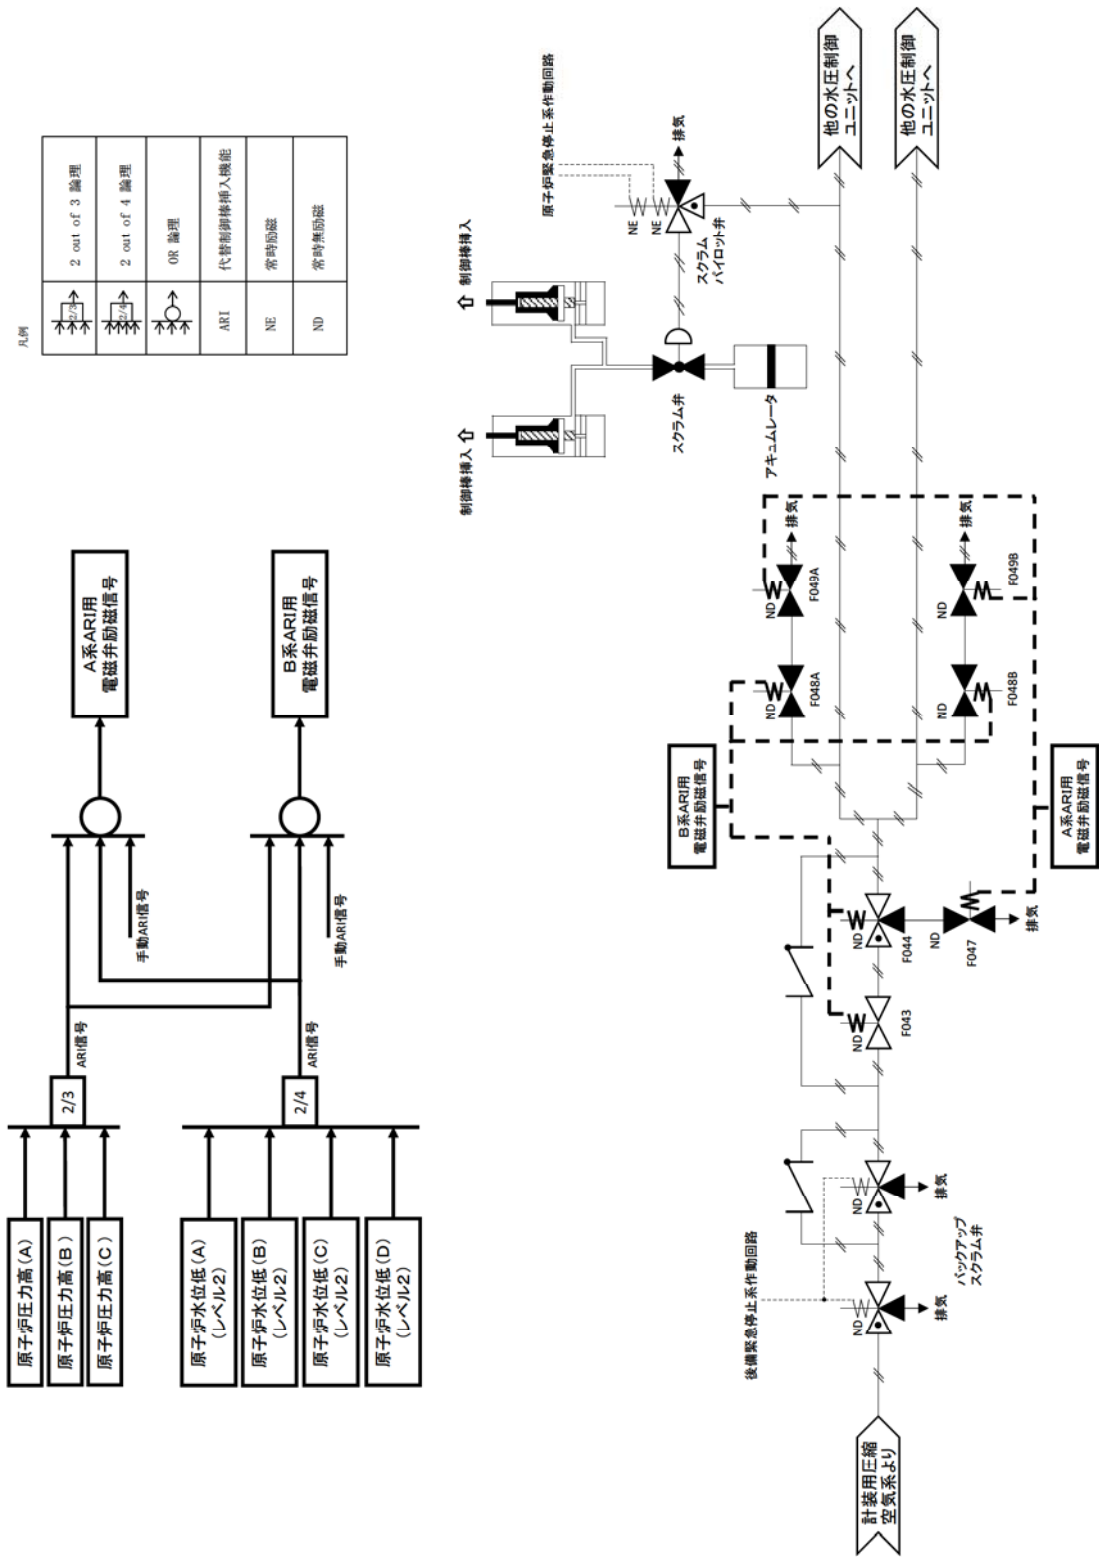 原子炉圧力高(A)
原子炉圧力高(B)
原子炉圧力高(C)
2/3
ARI信号
原子炉水位低(A)
(レベル2)
原子炉水位低(B)
(レベル2)
原子炉水位低(C)
(レベル2)
原子炉水位低(D)
(レベル2)
2/4
ARI信号
手動ARI信号
手動ARI信号
A系ARI用
電磁弁励磁信号
B系ARI用
電磁弁励磁信号
凡例
2/3
2 out of 3 論理
2/4
2 out of 4 論理
OR 論理
ARI
代替制御棒挿入機能
NE
常時励磁
ND
常時無励磁
制御棒挿入
制御棒挿入
原子炉緊急停止系作動回路
NE
NE
排気
スクラム
パイロット弁
スクラム弁
アキュムレータ
他の水圧制御
ユニットへ
他の水圧制御
ユニットへ
計装用圧縮
空気系より
後備緊急停止系作動回路
ND
排気
ND
排気
バックアップ
スクラム弁
ND
F043
ND
F044
ND
F047
排気
B系ARI用
電磁弁励磁信号
A系ARI用
電磁弁励磁信号
ND
F048A
ND
F049A
排気
ND
F048B
ND
F049B
排気